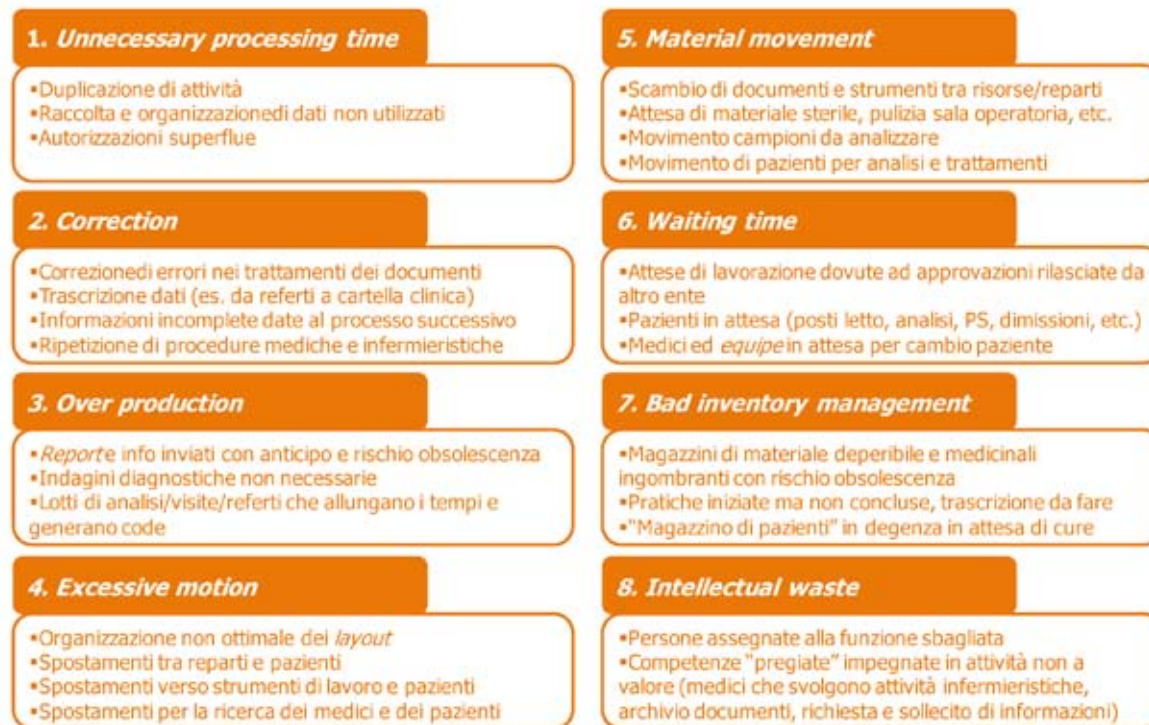 1. Unnecessary processing time
▪Duplicazione di attività
▪Raccolta e organizzazionedi dati non utilizzati
▪Autorizzazioni superflue
2. Correction
▪Correzionedi errori nei trattamenti dei documenti
▪Trascrizione dati (es. da referti a cartella clinica)
▪Informazioni incomplete date al processo successivo
▪Ripetizione di procedure mediche e infermieristiche
3. Over production
▪Reporte info inviati con anticipo e rischio obsolescenza
▪Indagini diagnostiche non necessarie
▪Lotti di analisi/visite/referti che allungano i tempi e
generano code
4. Excessive motion
▪Organizzazione non ottimale dei layout
▪Spostamenti tra reparti e pazienti
▪Spostamenti verso strumenti di lavoro e pazienti
▪Spostamenti per la ricerca dei medici e dei pazienti
5. Material movement
▪Scambio di documenti e strumenti tra risorse/reparti
▪Attesa di materiale sterile, pulizia sala operatoria, etc.
▪Movimento campioni da analizzare
▪Movimento di pazienti per analisi e trattamenti
6. Waiting time
▪Attese di lavorazione dovute ad approvazioni rilasciate da
altro ente
▪Pazienti in attesa (posti letto, analisi, PS, dimissioni, etc.)
▪Medici ed equipe in attesa per cambio paziente
7. Bad inventory management
▪Magazzini di materiale deperibile e medicinali
ingombranti con rischio obsolescenza
▪Pratiche iniziate ma non concluse, trascrizione da fare
▪"Magazzino di pazienti" in degenza in attesa di cure
8. Intellectual waste
▪Persone assegnate alla funzione sbagliata
▪Competenze "pregiate" impegnate in attività non a
valore (medici che svolgono attività infermieristiche,
archivio documenti, richiesta e sollecito di informazioni)